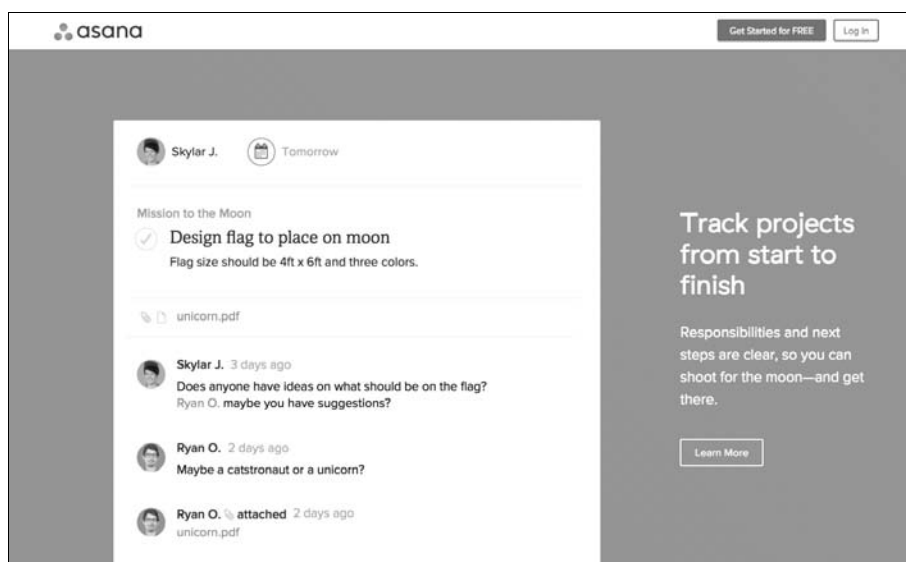 asana
Get Started for FREE
Log In
Skylar J.
Tomorrow
Mission to the Moon
Design flag to place on moon
Flag size should be 4ft x 6ft and three colors.
unicorn.pdf
Skylar J. 3 days ago
Does anyone have ideas on what should be on the flag?
Ryan O. maybe you have suggestions?
Ryan O. 2 days ago
Maybe a catstronaut or a unicorn?
Ryan O. attached 2 days ago
unicorn.pdf
Track projects
from start to
finish
Responsibilities and next
steps are clear, so you can
shoot for the moon—and get
there.
Learn More